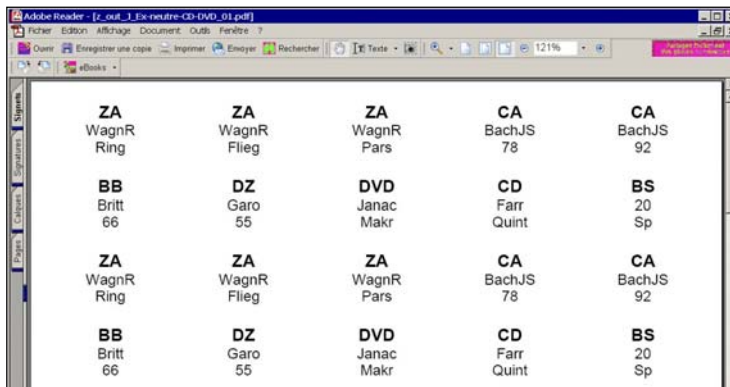 Adobe Reader - [z_out_J_Ex-neutre-CD-DVD_01.pdf]
Fichier Edition Affichage Document Outils Fenêtre ?
Ouvrir Enregistrer une copie Imprimer Envoyer Rechercher Texte 121%
eBooks
Signets
Signatures
Calques
Pages
ZA ZA ZA CA CA
WagnR WagnR WagnR BachJS BachJS
Ring Flieg Pars 78 92
BB DZ DVD CD BS
Britt Garo Janac Farr 20
66 55 Makr Quint Sp
ZA ZA ZA CA CA
WagnR WagnR WagnR BachJS BachJS
Ring Flieg Pars 78 92
BB DZ DVD CD BS
Britt Garo Janac Farr 20
66 55 Makr Quint Sp